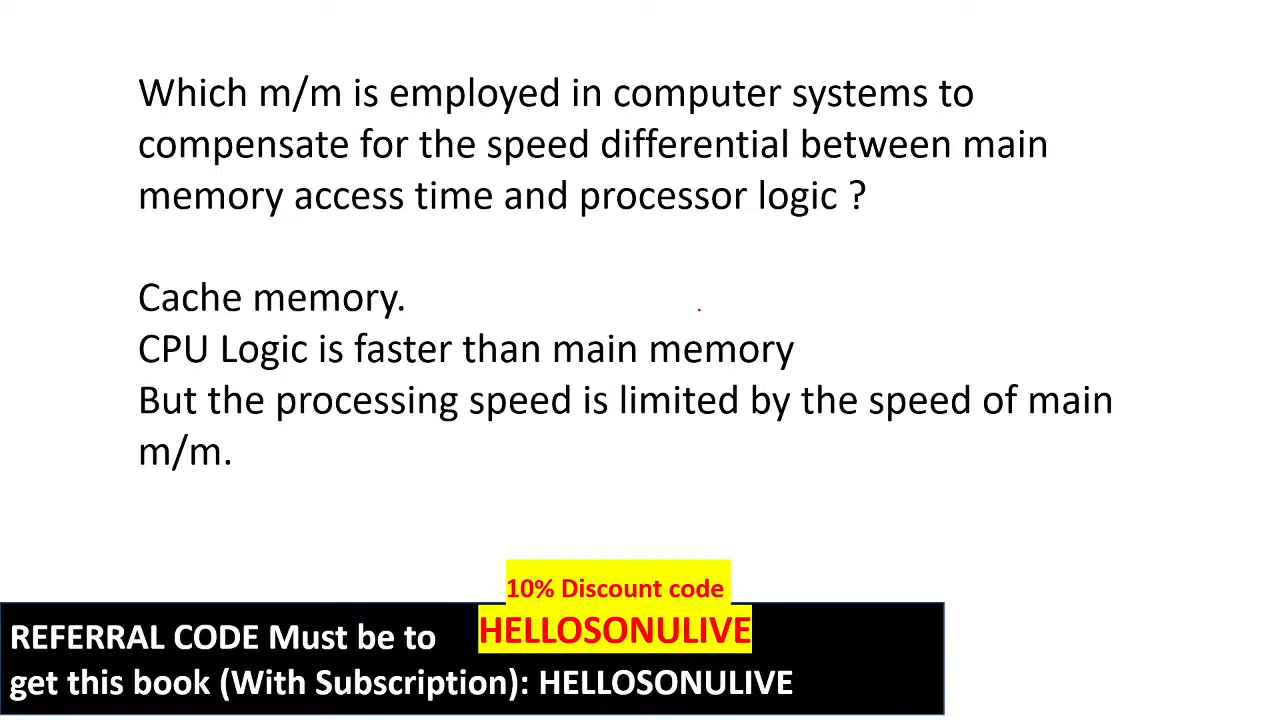 Which m/m is employed in computer systems to
compensate for the speed differential between main
memory access time and processor logic ?
Cache memory.
CPU Logic is faster than main memory
But the processing speed is limited by the speed of main
m/m.
10% Discount code
HELLOSONULIVE
REFERRAL CODE Must be to
get this book (With Subscription): HELLOSONULIVE